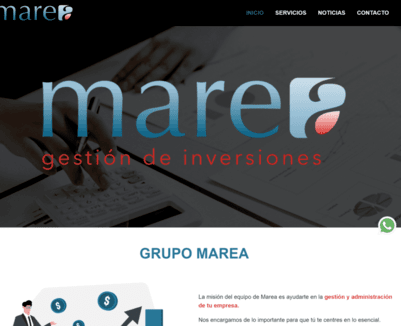 marea
INICIO SERVICIOS NOTICIAS CONTACTO
marea
gestión de inversiones
GRUPO MAREA
La misión del equipo de Marea es ayudarte en la gestión y administración
de tu empresa.
Nos encargamos de lo importante para que tú te centres en lo esencial.